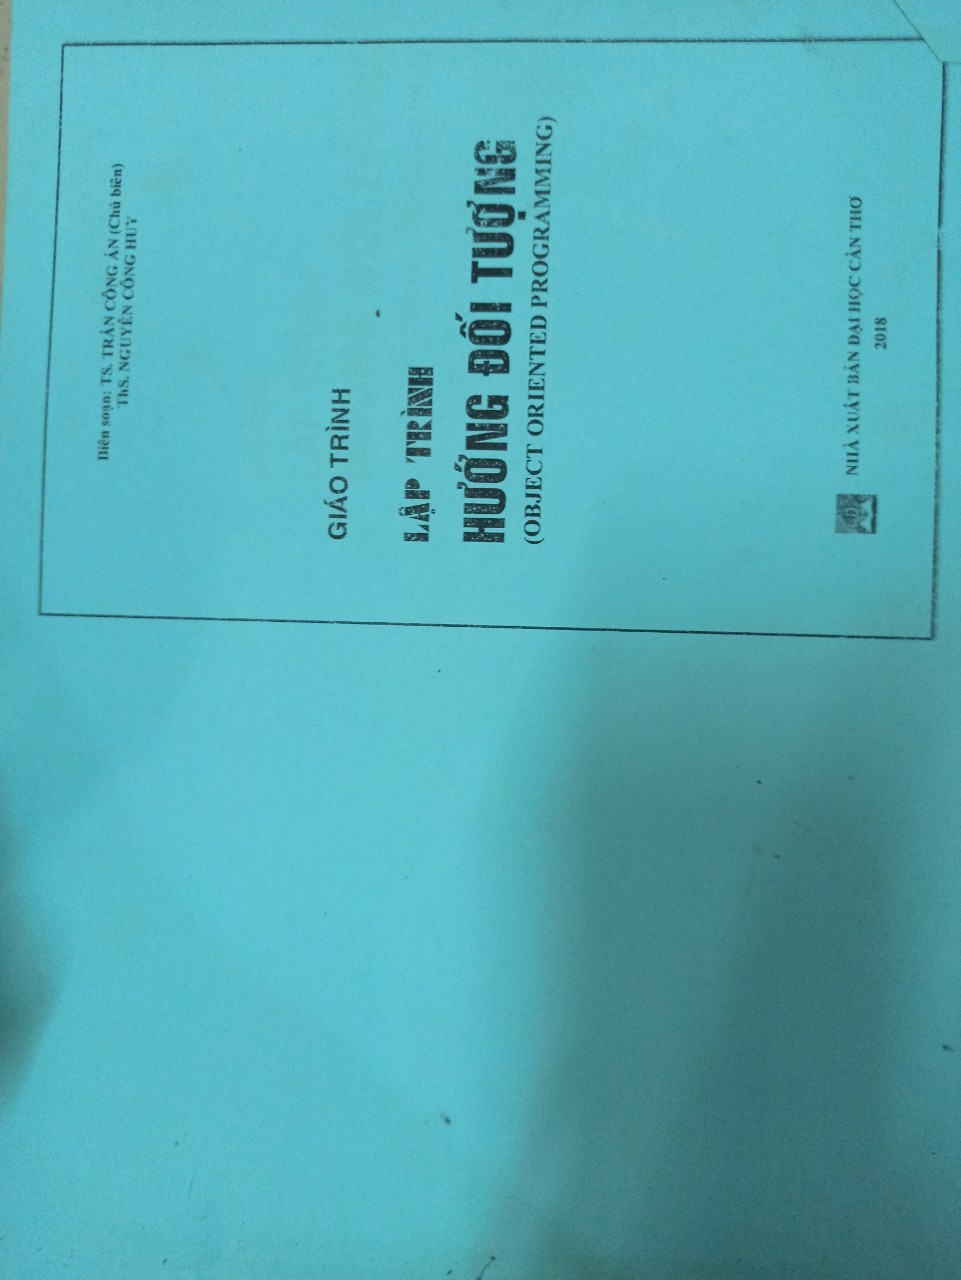 Biên soạn: TS. TRẦN CÔNG ÁN (Chủ biên)
ThS. NGUYỄN CÔNG HUY
GIÁO TRÌNH
LẬP TRÌNH
HƯỚNG ĐỐI TƯỢNG
(OBJECT ORIENTED PROGRAMMING)
NHÀ XUẤT BẢN ĐẠI HỌC CẦN THƠ
2018